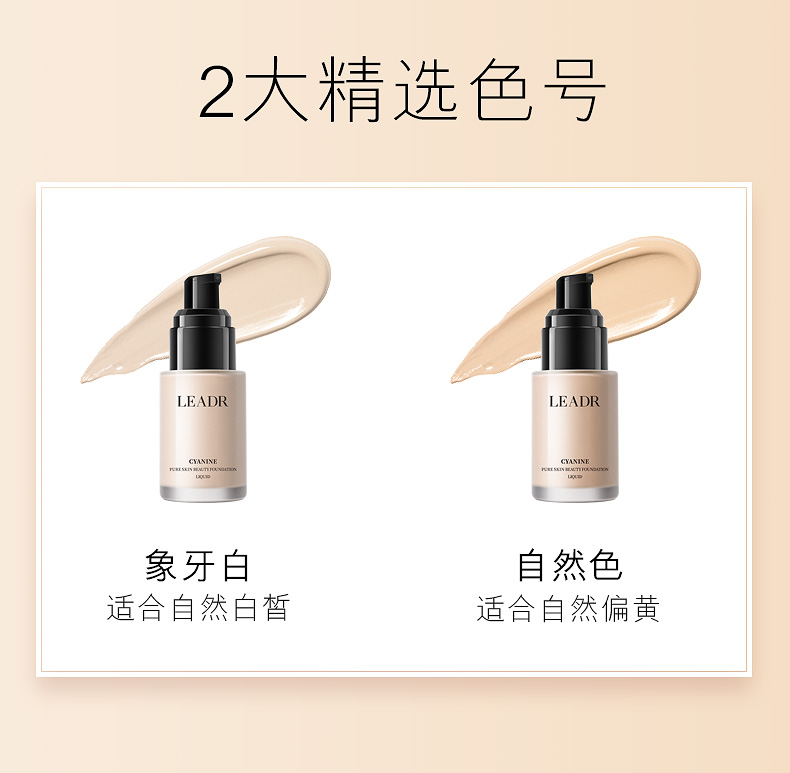 2大精选色号
LEADR
CYANINE
PURE SKIN BEAUTY FOUNDATION
LIQUID
象牙白
适合自然白皙
LEADR
CYANINE
PURE SKIN BEAUTY FOUNDATION
LIQUID
自然色
适合自然偏黄